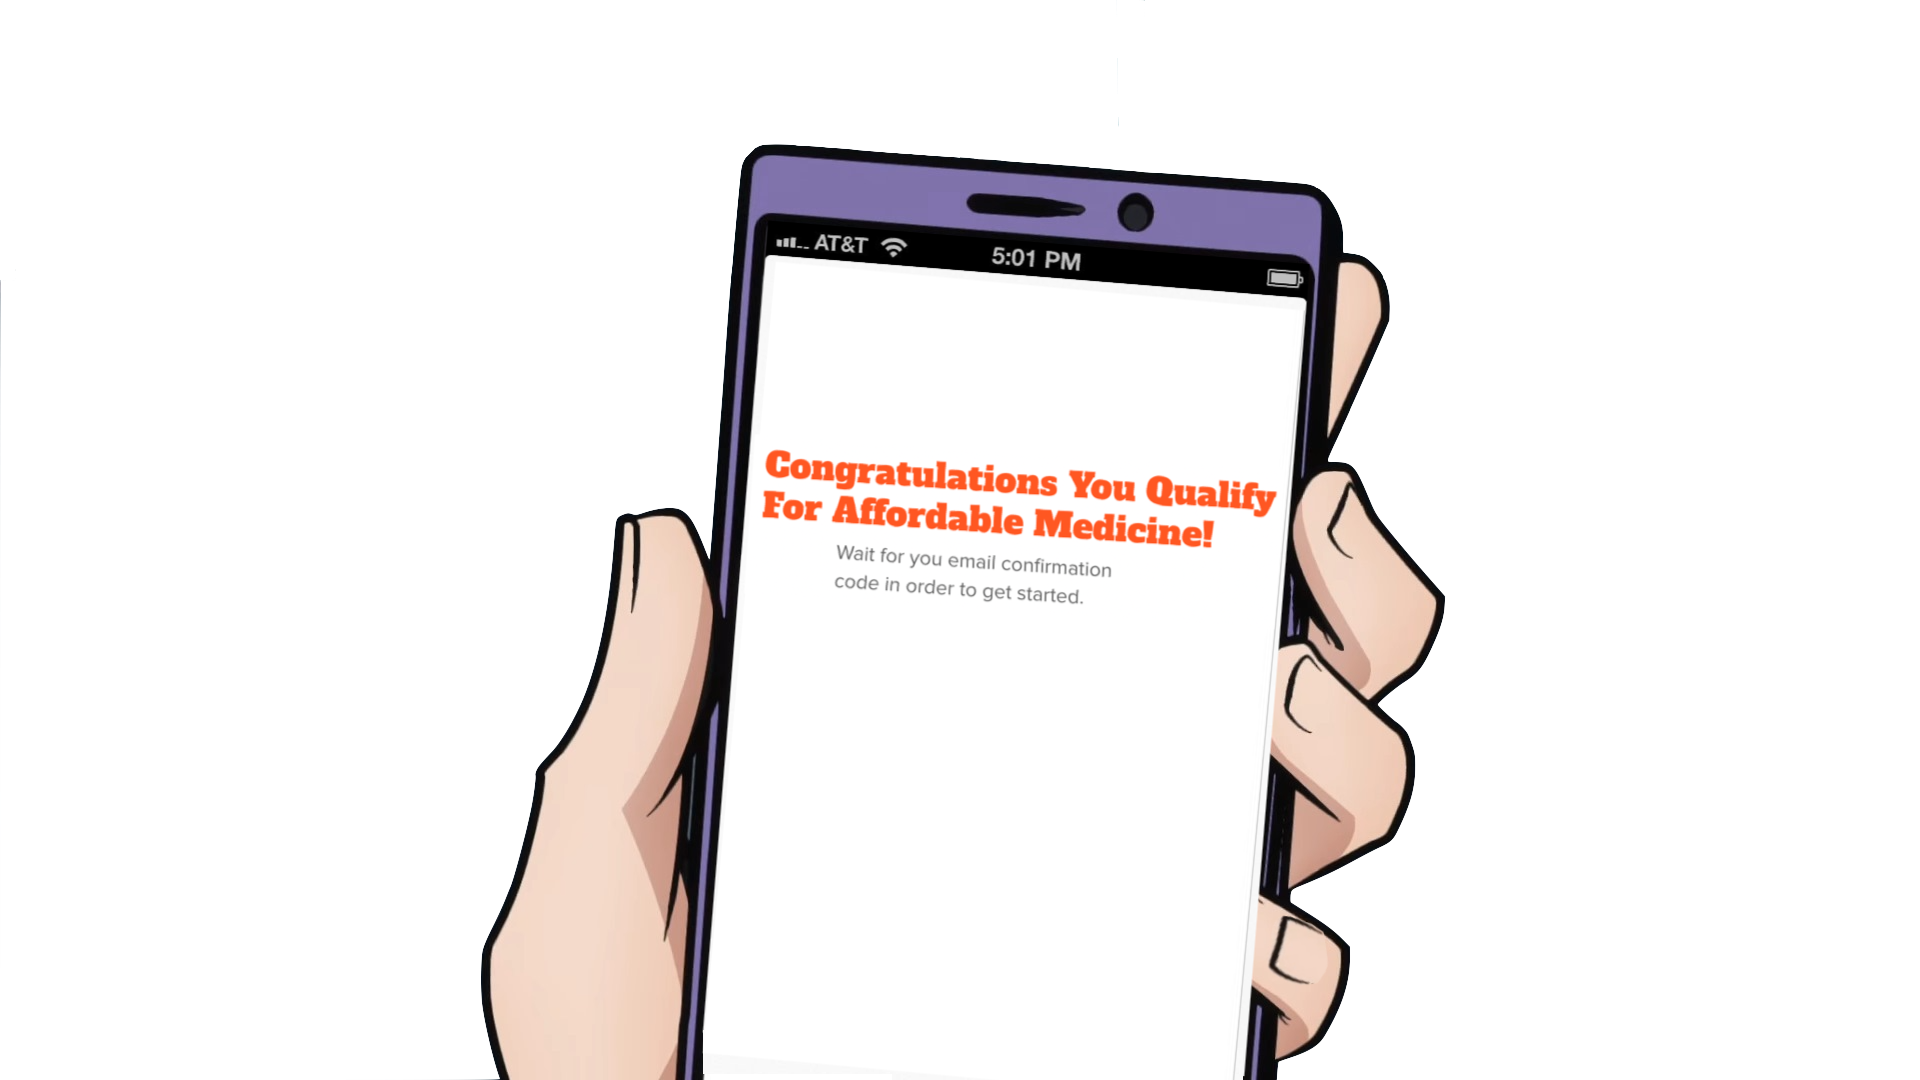 AT&T 5:01 PM
Congratulations You Qualify
For Affordable Medicine!
Wait for you email confirmation
code in order to get started.